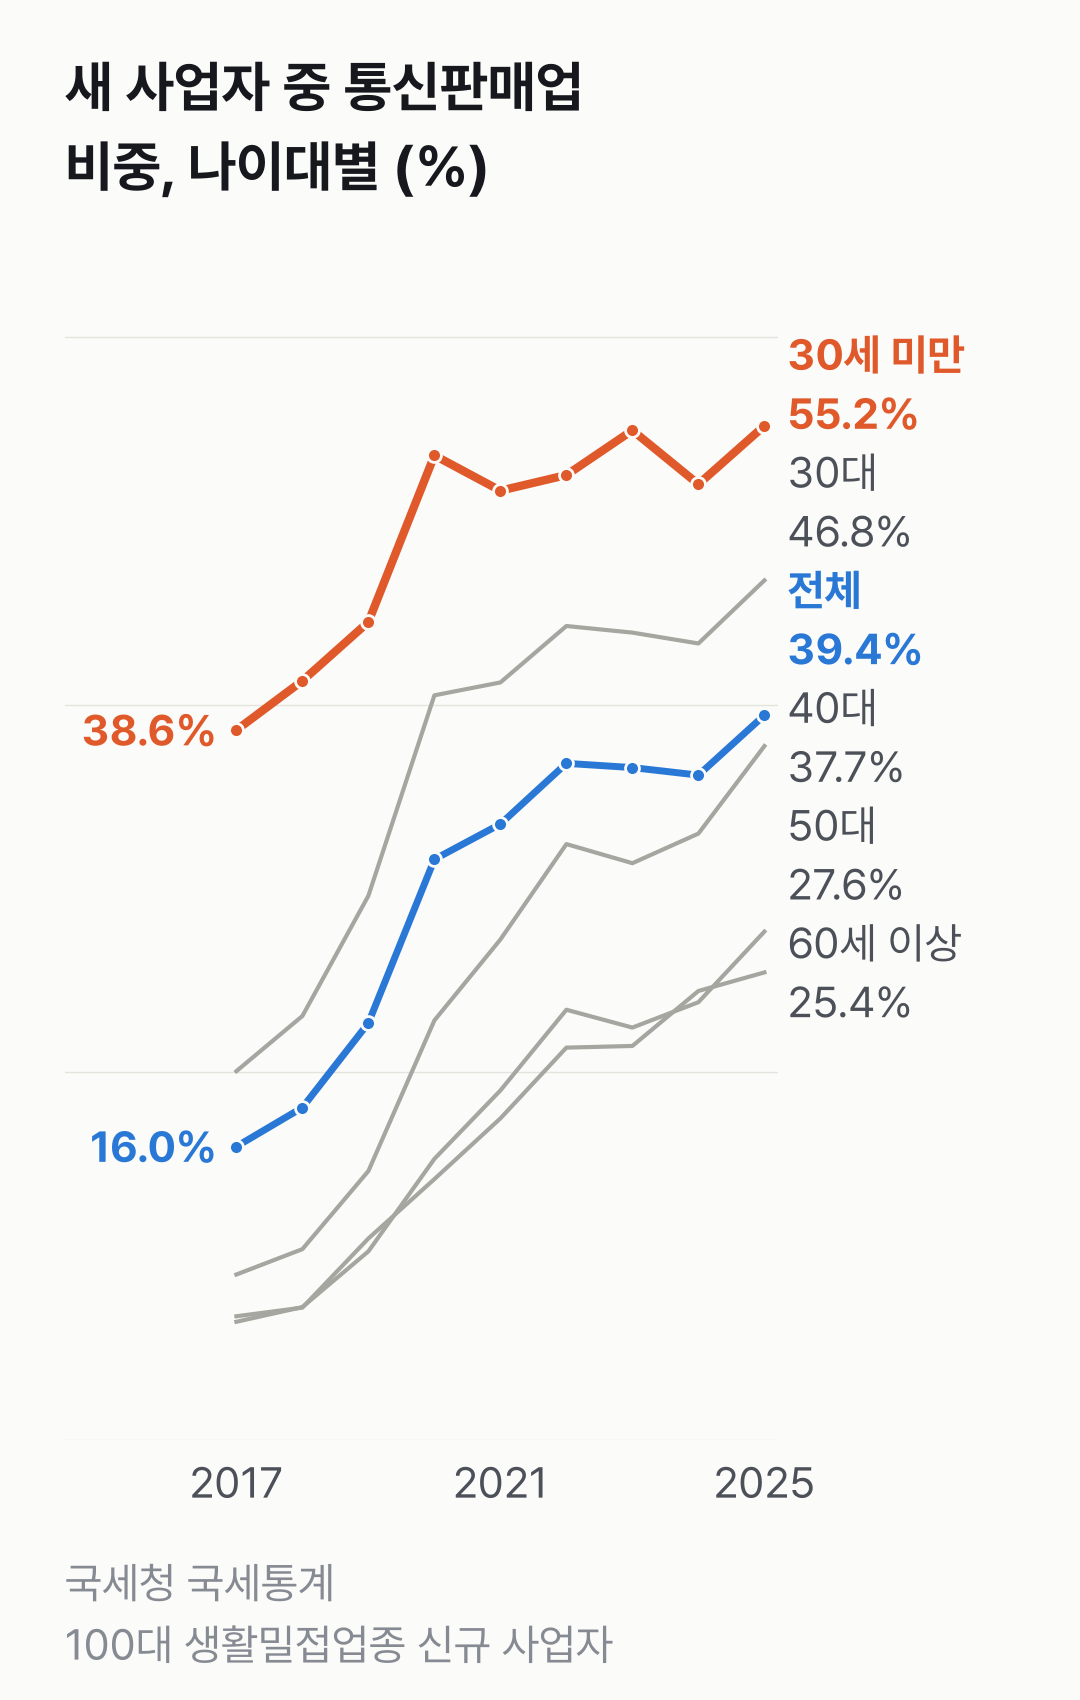 새 사업자 중 통신판매업
비중, 나이대별 (%)
30세 미만
55.2%
30대
46.8%
전체
39.4%
40대
37.7%
50대
27.6%
60세 이상
25.4%
38.6%
16.0%
2017
2021
2025
국세청 국세통계
100대 생활밀접업종 신규 사업자